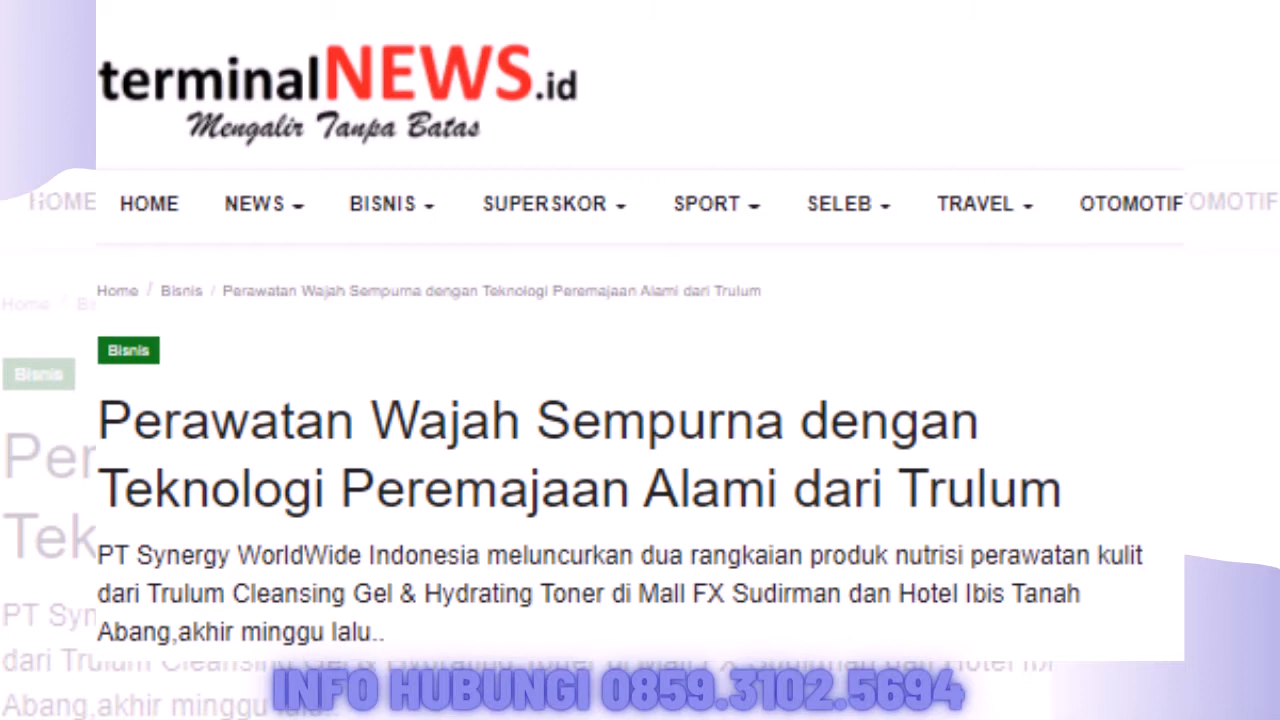 terminalNEWS.id
Mengalir Tanpa Batas
HOME NEWS BISNIS SUPERSKOR SPORT SELEB TRAVEL OTOMOTIF
Home / Bisnis / Perawatan Wajah Sempurna dengan Teknologi Peremajaan Alami dari Trulum
Bisnis
Perawatan Wajah Sempurna dengan
Teknologi Peremajaan Alami dari Trulum
PT Synergy WorldWide Indonesia meluncurkan dua rangkaian produk nutrisi perawatan kulit
dari Trulum Cleansing Gel & Hydrating Toner di Mall FX Sudirman dan Hotel Ibis Tanah
Abang,akhir minggu lalu..
INFO HUBUNGI 0859.3102.5694